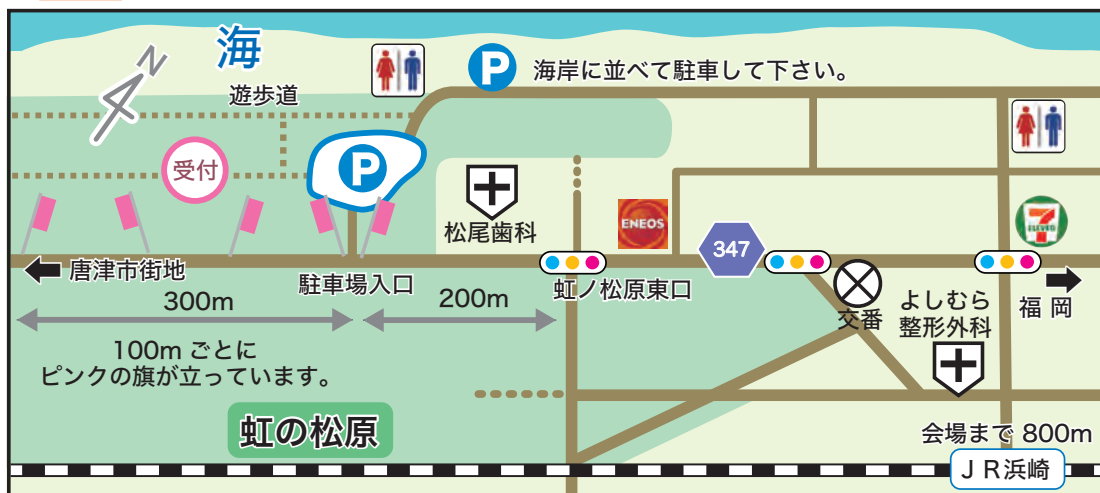 海
N
遊歩道
P
海岸に並べて駐車して下さい。
受付
P
松尾歯科
ENEOS
347
7
ELEVEN
唐津市街地
駐車場入口
虹ノ松原東口
交番
よしむら
整形外科
福岡
300m
200m
100m ごとに
ピンクの旗が立っています。
虹の松原
会場まで 800m
JR浜崎